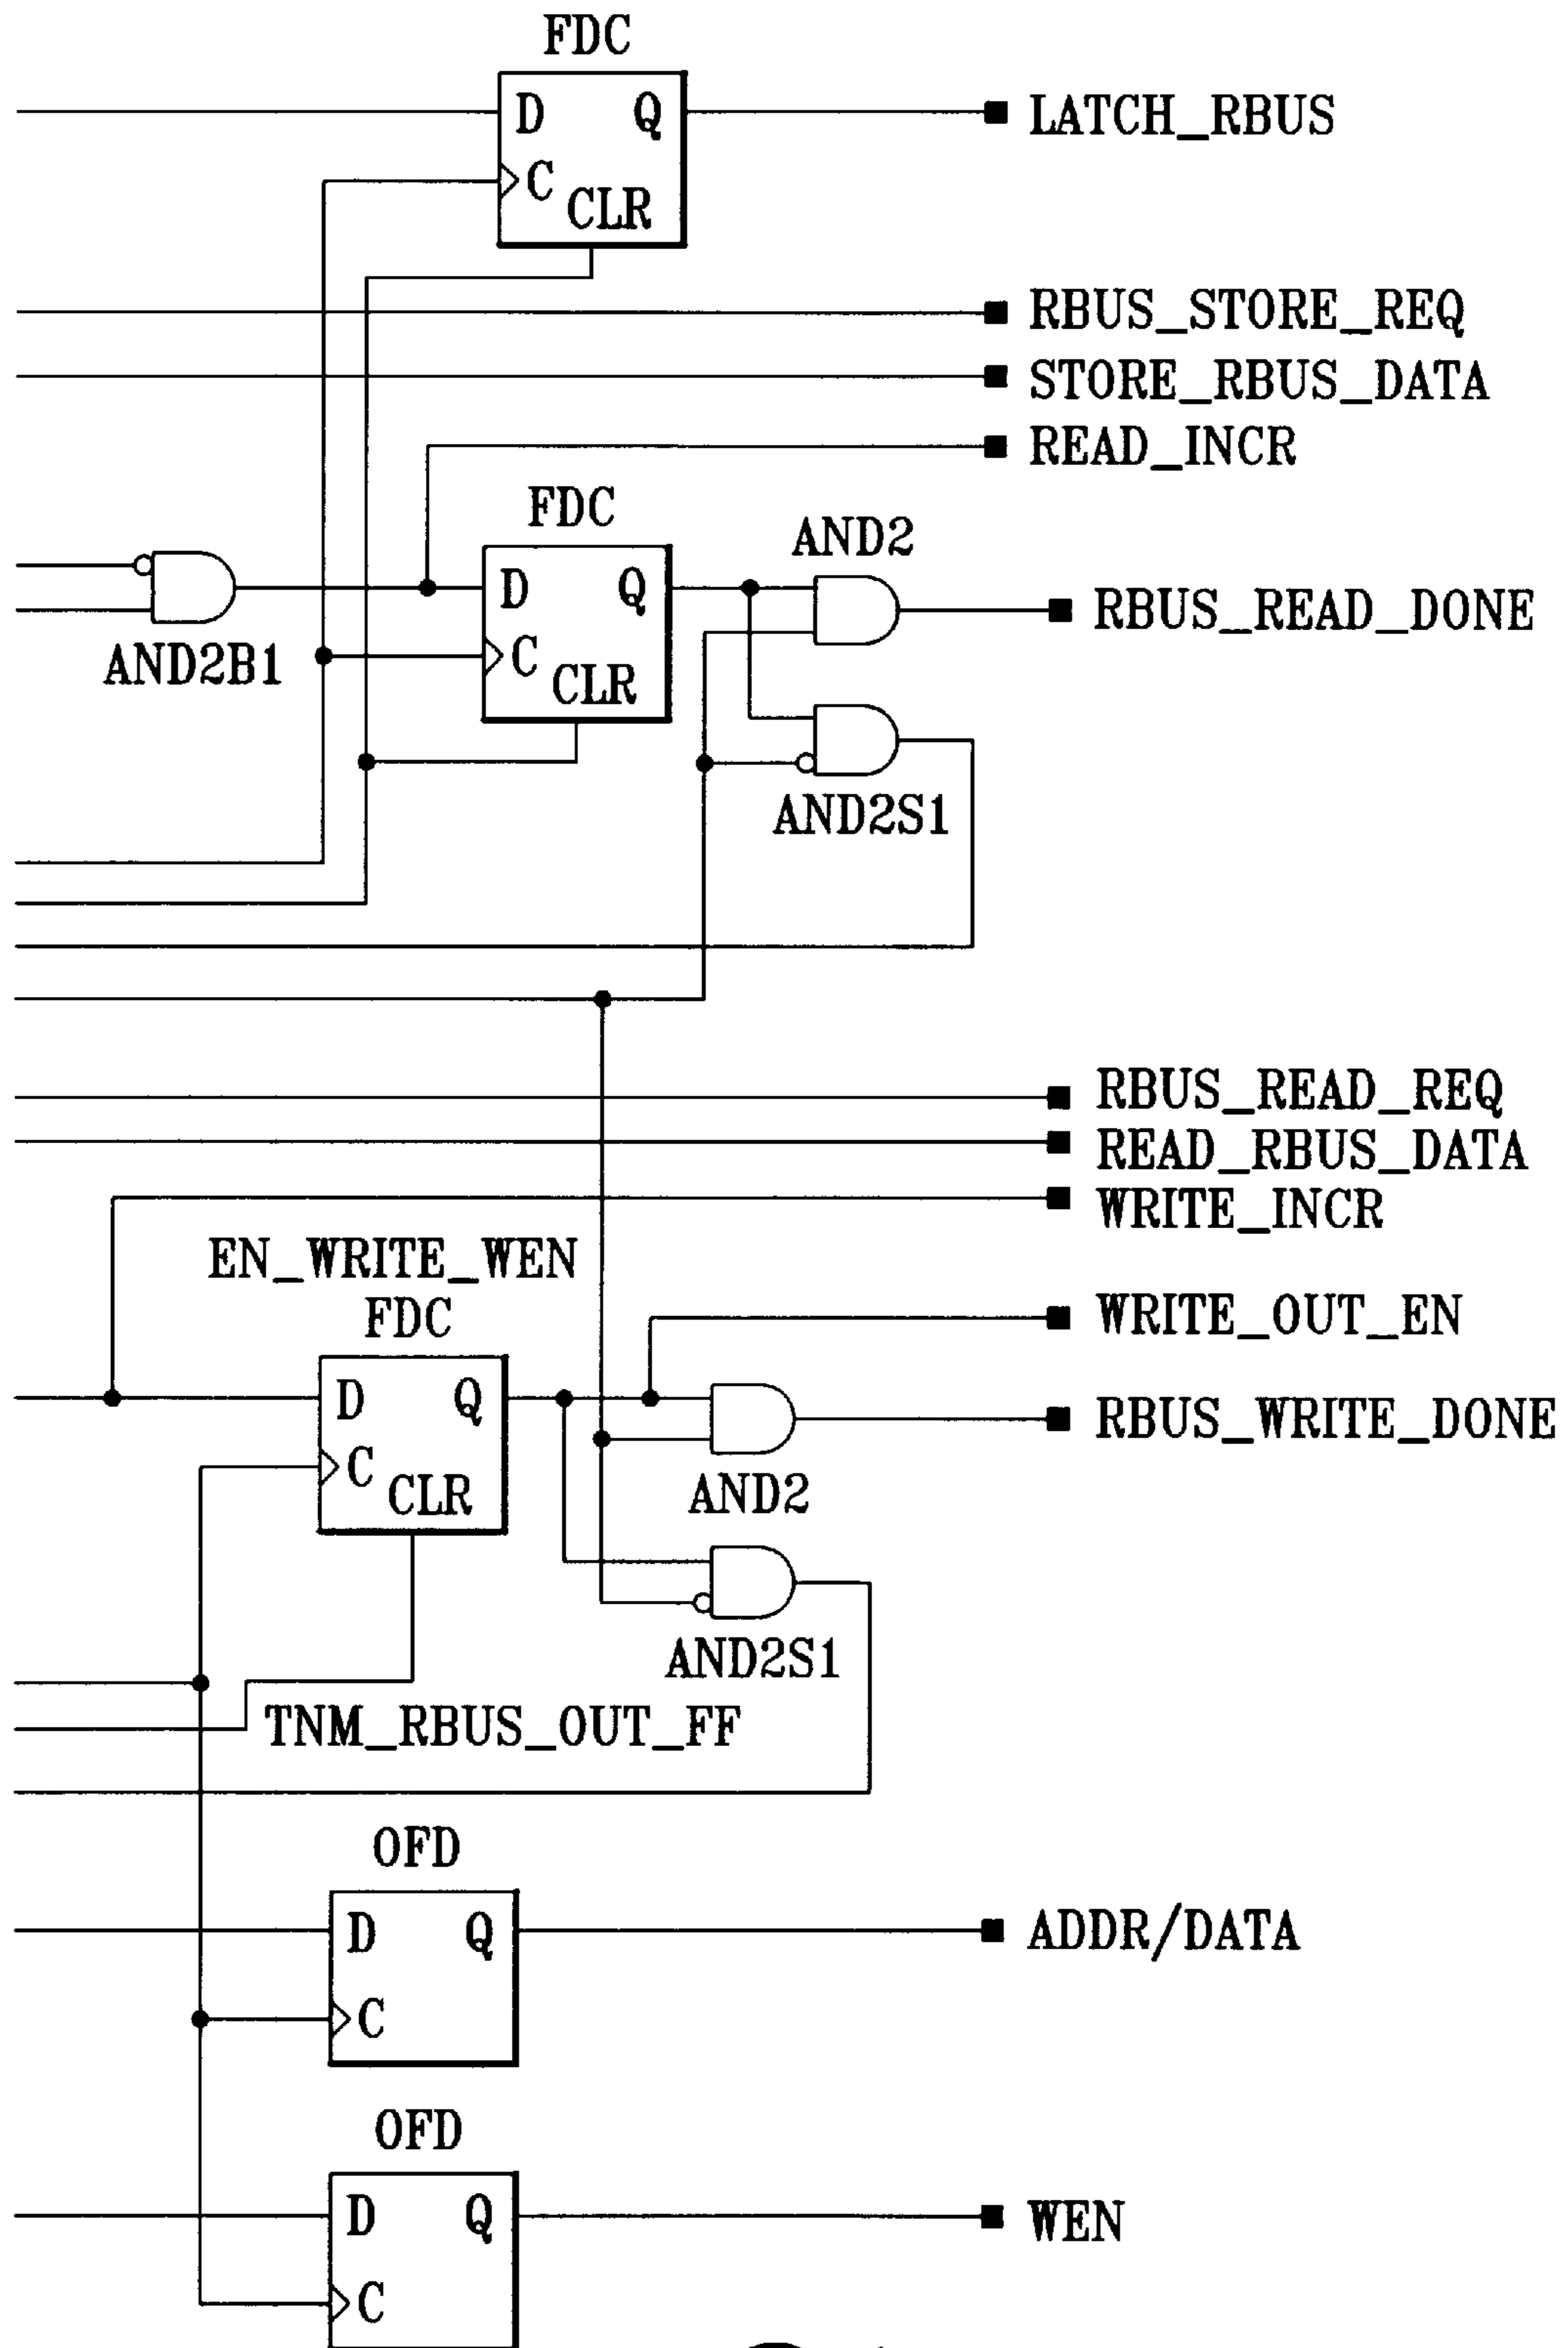 FDC
D Q
LATCH_RBUS
C
CLR
RBUS_STORE_REQ
STORE_RBUS_DATA
READ_INCR
FDC
AND2
D Q
RBUS_READ_DONE
AND2B1
C
CLR
AND2S1
RBUS_READ_REQ
READ_RBUS_DATA
WRITE_INCR
EN_WRITE_WEN
FDC
WRITE_OUT_EN
D Q
RBUS_WRITE_DONE
C
CLR
AND2
AND2S1
TNM_RBUS_OUT_FF
OFD
D Q
ADDR/DATA
C
OFD
D Q
WEN
C